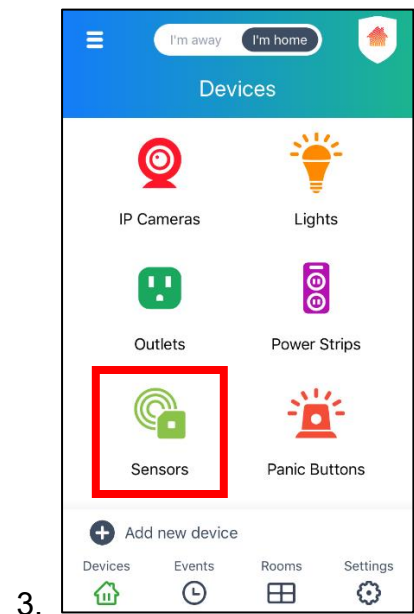 I'm away I'm home
Devices
IP Cameras Lights
Outlets Power Strips
Sensors Panic Buttons
Add new device
Devices Events Rooms Settings
3.